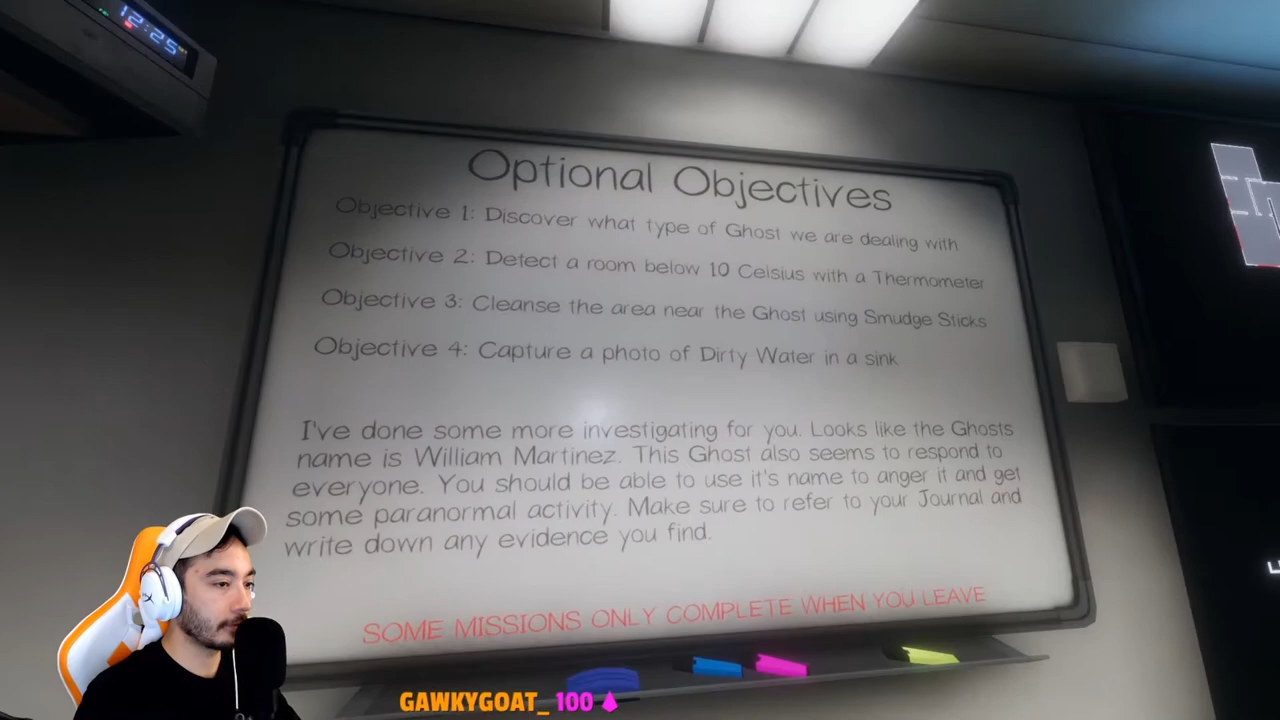 12:25
Optional Objectives
Objective 1: Discover what type of Ghost we are dealing with
Objective 2: Detect a room below 10 Celsius with a Thermometer
Objective 3: Cleanse the area near the Ghost using Smudge Sticks
Objective 4: Capture a photo of Dirty Water in a sink
I've done some more investigating for you. Looks like the Ghosts
name is William Martinez. This Ghost also seems to respond to
everyone. You should be able to use it's name to anger it and get
some paranormal activity. Make sure to refer to your Journal and
write down any evidence you find.
SOME MISSIONS ONLY COMPLETE WHEN YOU LEAVE
GAWKYGOAT_ 100